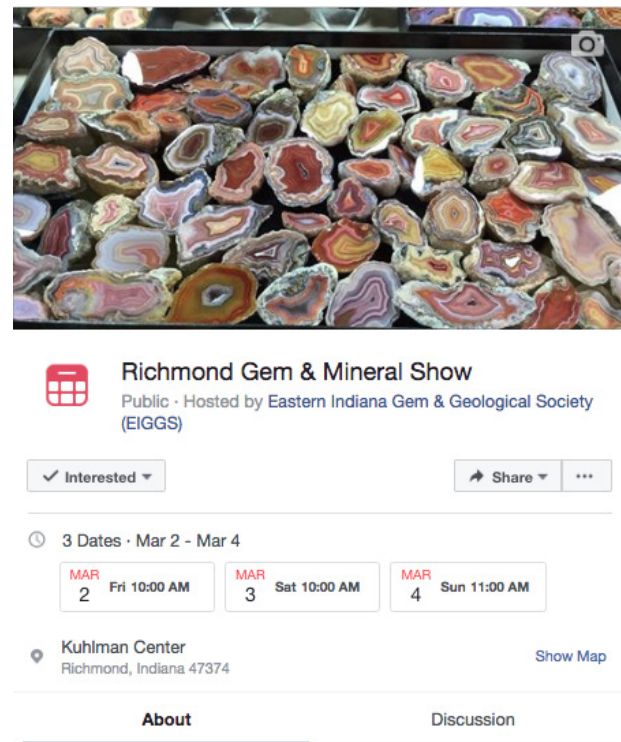 Richmond Gem & Mineral Show
Public · Hosted by Eastern Indiana Gem & Geological Society
(EIGGS)
Interested
Share
3 Dates · Mar 2 - Mar 4
MAR
2
Fri 10:00 AM
MAR
3
Sat 10:00 AM
MAR
4
Sun 11:00 AM
Kuhlman Center
Richmond, Indiana 47374
Show Map
About
Discussion